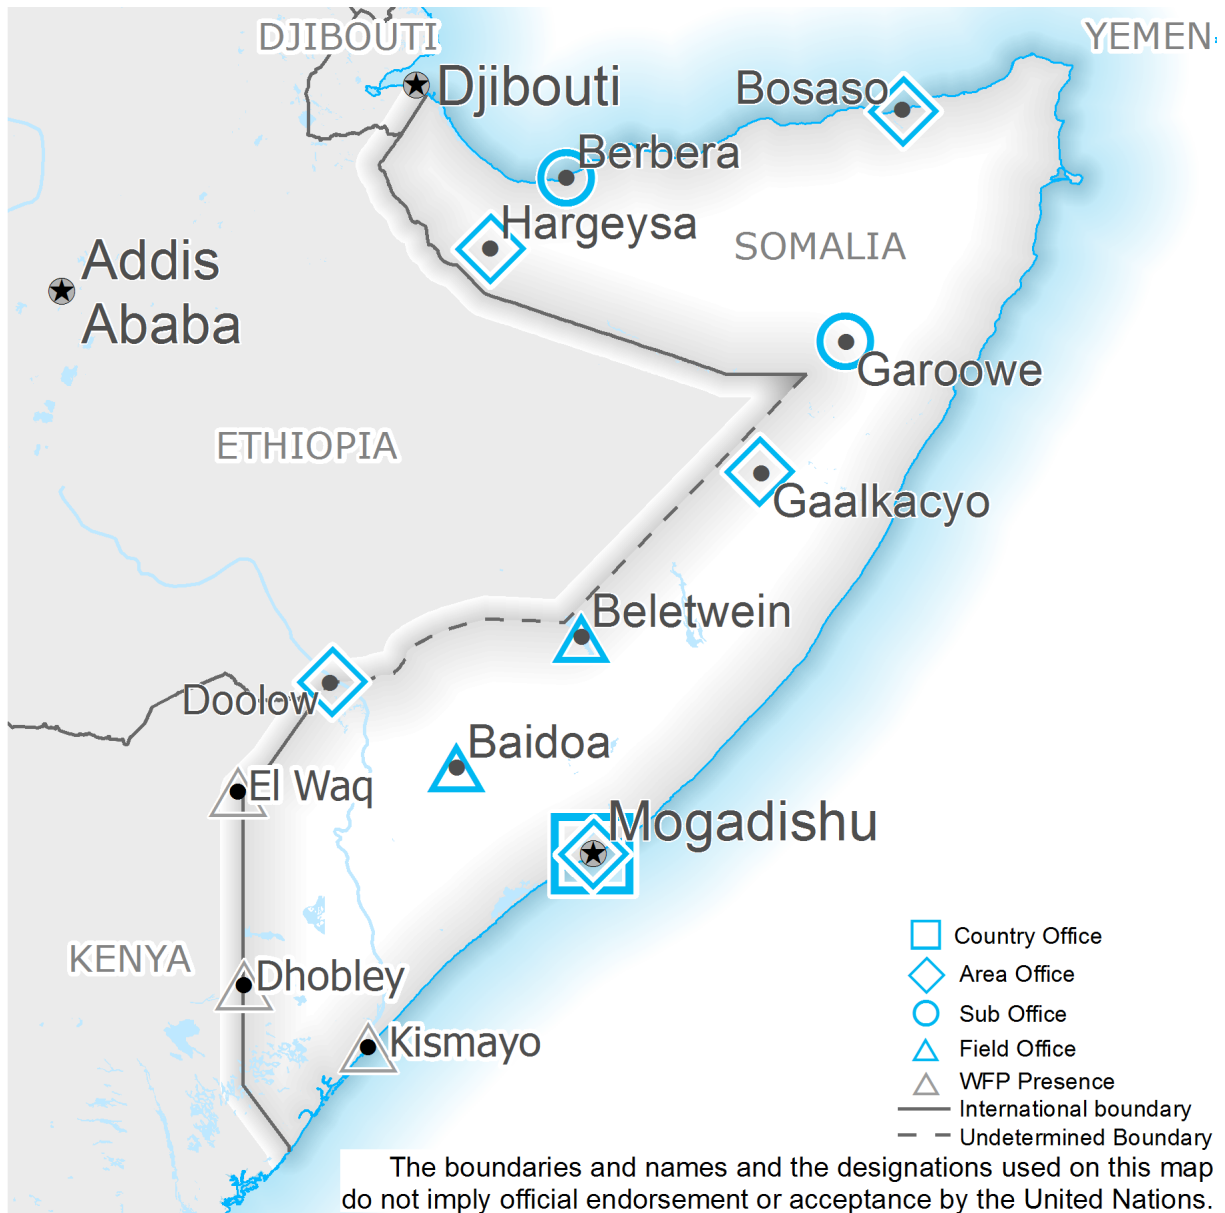 DJIBOUTI
YEMEN
Djibouti
Bosaso
Berbera
Hargeysa
SOMALIA
Addis
Ababa
Garoowe
ETHIOPIA
Gaalkacyo
Beletwein
Doolow
Baidoa
El Waq
Mogadishu
KENYA
Dhobley
Kismayo
Country Office
Area Office
Sub Office
Field Office
WFP Presence
International boundary
Undetermined Boundary
The boundaries and names and the designations used on this map
do not imply official endorsement or acceptance by the United Nations.